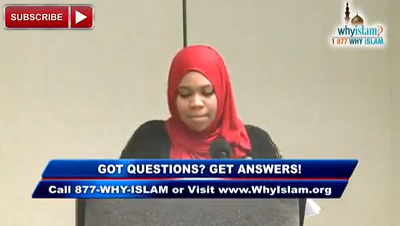 SUBSCRIBE
whyislam?
1 877 WHY ISLAM
GOT QUESTIONS? GET ANSWERS!
Call 877-WHY-ISLAM or Visit www.WhyIslam.org